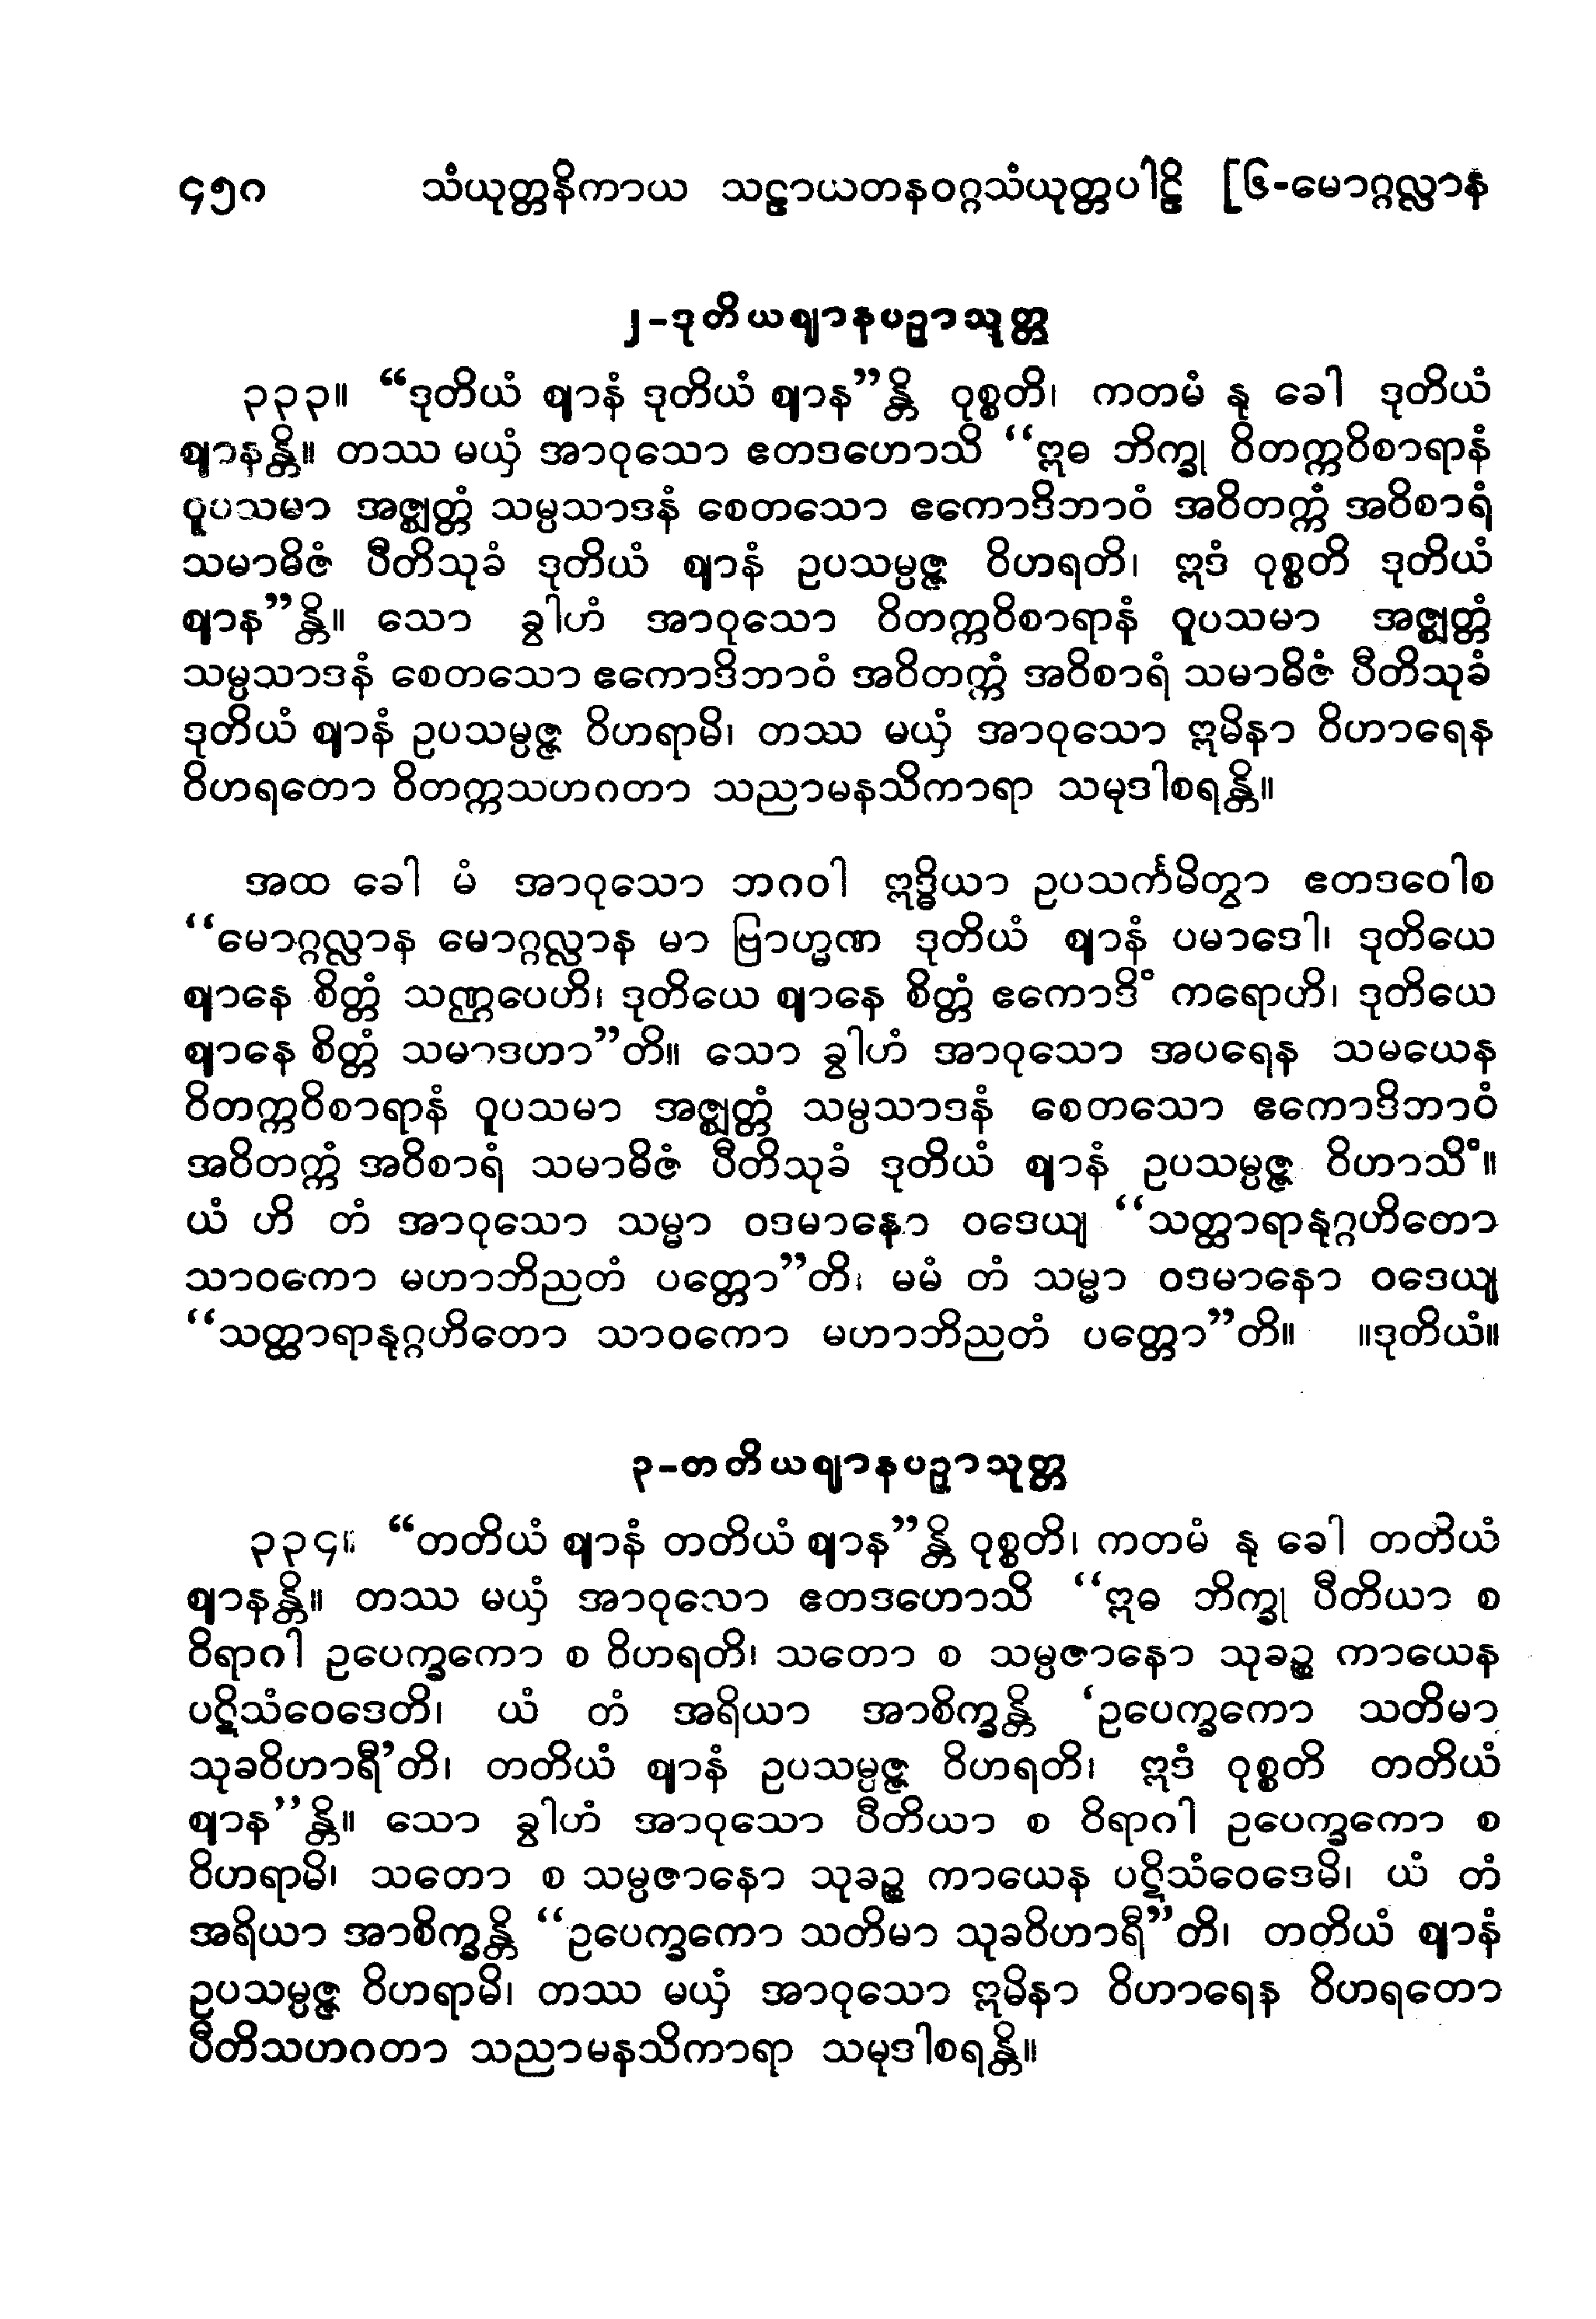 ၄၅၈ သံယုတ္တနိကာယ သဠာယတနဝဂ္ဂသံယုတ္တပါဠိ [၆-မောဂ္ဂလ္လာန
၂-ဒုတိယဈာနပဉှာသုတ္တ
၃၃၃။ “ဒုတိယံ ဈာနံ ဒုတိယံ ဈာန”န္တိ ဝုစ္စတိ၊ ကတမံ နု ခေါ ဒုတိယံ
ဈာနန္တိ။ တဿ မယှံ အာဝုသော ဧတဒဟောသိ “ဣဓ ဘိက္ခု ဝိတက္ကဝိစာရာနံ
ဝူပသမာ အဇ္ဈတ္တံ သမ္ပသာဒနံ စေတသော ဧကောဒိဘာဝံ အဝိတက္ကံ အဝိစာရံ
သမာဓိဇံ ပီတိသုခံ ဒုတိယံ ဈာနံ ဥပသမ္ပဇ္ဇ ဝိဟရတိ၊ ဣဒံ ဝုစ္စတိ ဒုတိယံ
ဈာန”န္တိ။ သော ခွါဟံ အာဝုသော ဝိတက္ကဝိစာရာနံ ဝူပသမာ အဇ္ဈတ္တံ
သမ္ပသာဒနံ စေတသော ဧကောဒိဘာဝံ အဝိတက္ကံ အဝိစာရံ သမာဓိဇံ ပီတိသုခံ
ဒုတိယံ ဈာနံ ဥပသမ္ပဇ္ဇ ဝိဟရာမိ၊ တဿ မယှံ အာဝုသော ဣမိနာ ဝိဟာရေန
ဝိဟရတော ဝိတက္ကသဟဂတာ သညာမနသိကာရာ သမုဒါစရန္တိ။
အထ ခေါ မံ အာဝုသော ဘဂဝါ ဣဒ္ဓိယာ ဥပသင်္ကမိတွာ ဧတဒဝေါစ
“မောဂ္ဂလ္လာန မောဂ္ဂလ္လာန မာ ဗြာဟ္မဏ ဒုတိယံ ဈာနံ ပမာဒေါ၊ ဒုတိယေ
ဈာနေ စိတ္တံ သဏ္ဌပေဟိ၊ ဒုတိယေ ဈာနေ စိတ္တံ ဧကောဒိံ ကရောဟိ၊ ဒုတိယေ
ဈာနေ စိတ္တံ သမာဒဟာ”တိ။ သော ခွါဟံ အာဝုသော အပရေန သမယေန
ဝိတက္ကဝိစာရာနံ ဝူပသမာ အဇ္ဈတ္တံ သမ္ပသာဒနံ စေတသော ဧကောဒိဘာဝံ
အဝိတက္ကံ အဝိစာရံ သမာဓိဇံ ပီတိသုခံ ဒုတိယံ ဈာနံ ဥပသမ္ပဇ္ဇ ဝိဟာသိံ။
ယံ ဟိ တံ အာဝုသော သမ္မာ ဝဒမာနော ဝဒေယျ “သတ္ထာရာနုဂ္ဂဟိတော
သာဝကော မဟာဘိညတံ ပတ္တော”တိ၊ မမံ တံ သမ္မာ ဝဒမာနော ဝဒေယျ
“သတ္ထာရာနုဂ္ဂဟိတော သာဝကော မဟာဘိညတံ ပတ္တော”တိ။ ။ဒုတိယံ။
၃-တတိယဈာနပဉှာသုတ္တ
၃၃၄။ “တတိယံ ဈာနံ တတိယံ ဈာန”န္တိ ဝုစ္စတိ၊ ကတမံ နု ခေါ တတိယံ
ဈာနန္တိ။ တဿ မယှံ အာဝုသော ဧတဒဟောသိ “ဣဓ ဘိက္ခု ပီတိယာ စ
ဝိရာဂါ ဥပေက္ခကော စ ဝိဟရတိ၊ သတော စ သမ္ပဇာနော သုခဉ္စ ကာယေန
ပဋိသံဝေဒေတိ၊ ယံ တံ အရိယာ အာစိက္ခန္တိ ‘ဥပေက္ခကော သတိမာ
သုခဝိဟာရီ’တိ၊ တတိယံ ဈာနံ ဥပသမ္ပဇ္ဇ ဝိဟရတိ၊ ဣဒံ ဝုစ္စတိ တတိယံ
ဈာန”န္တိ။ သော ခွါဟံ အာဝုသော ပီတိယာ စ ဝိရာဂါ ဥပေက္ခကော စ
ဝိဟရာမိ၊ သတော စ သမ္ပဇာနော သုခဉ္စ ကာယေန ပဋိသံဝေဒေမိ၊ ယံ တံ
အရိယာ အာစိက္ခန္တိ “ဥပေက္ခကော သတိမာ သုခဝိဟာရီ”တိ၊ တတိယံ ဈာနံ
ဥပသမ္ပဇ္ဇ ဝိဟရာမိ၊ တဿ မယှံ အာဝုသော ဣမိနာ ဝိဟာရေန ဝိဟရတော
ပီတိသဟဂတာ သညာမနသိကာရာ သမုဒါစရန္တိ။